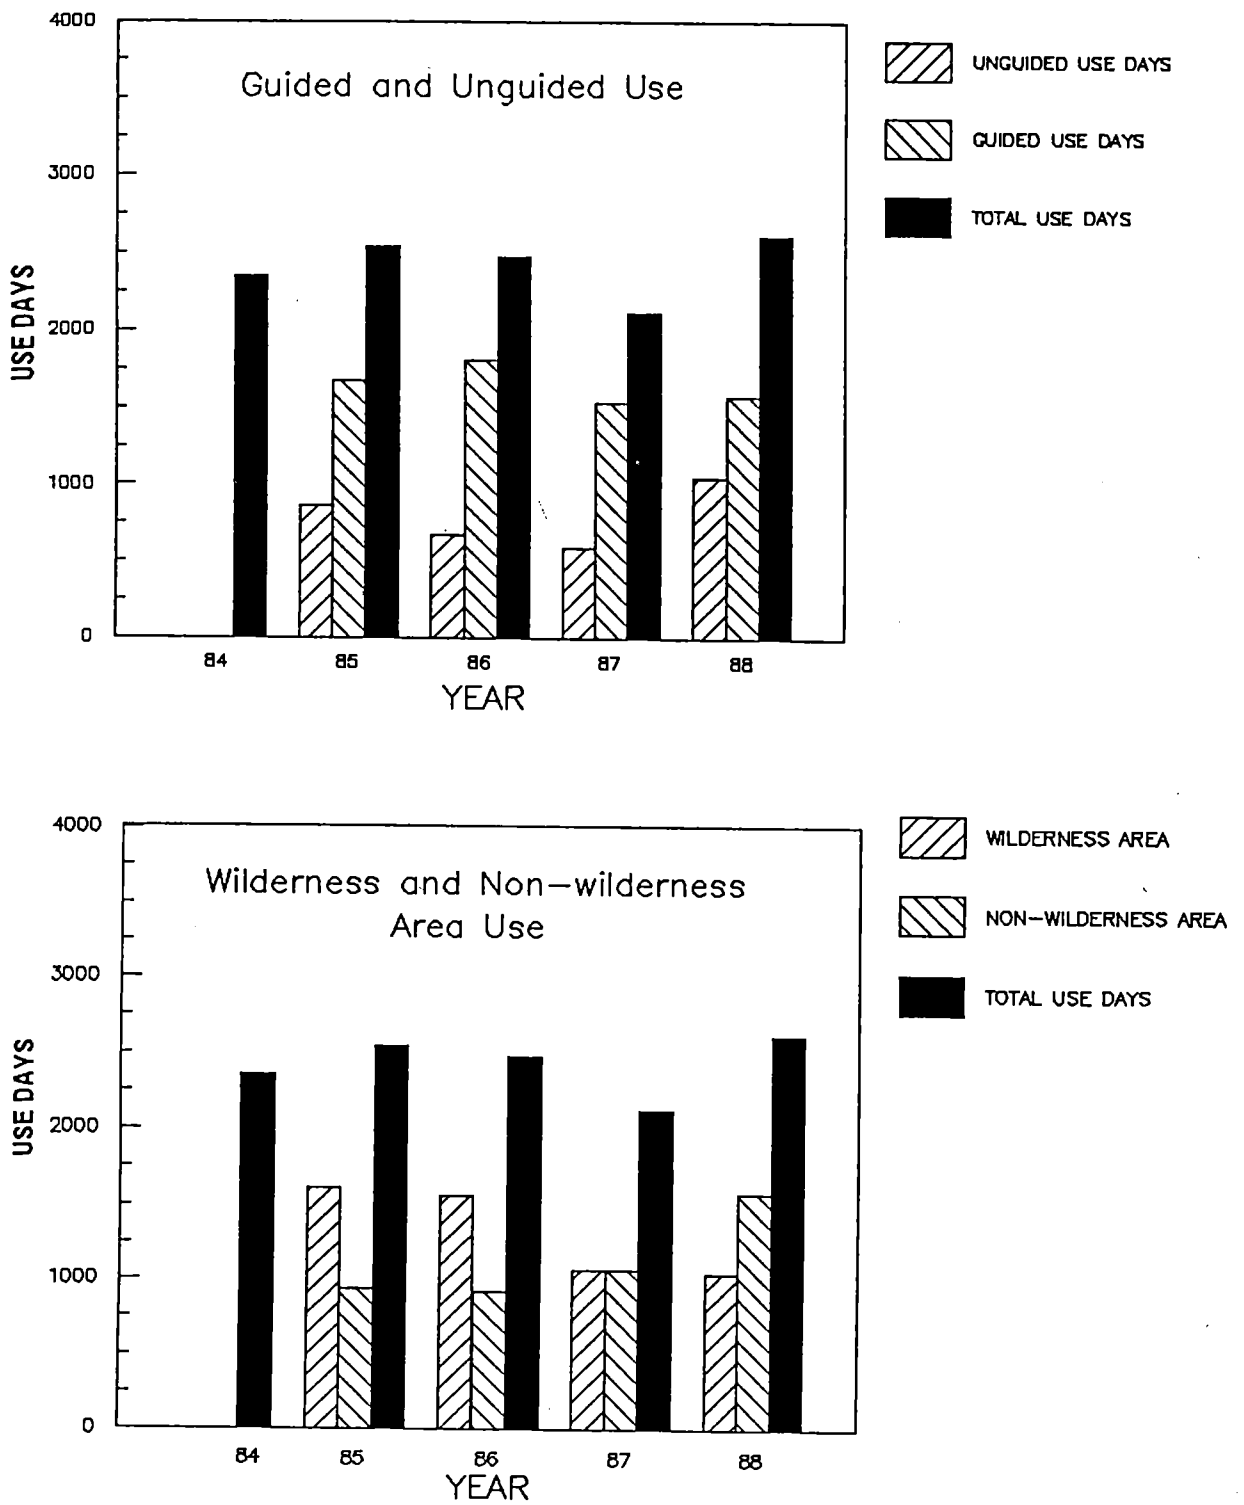 Guided and Unguided Use
4000
3000
2000
1000
0
USE DAYS
84 85 86 87 88
YEAR
UNGUIDED USE DAYS
GUIDED USE DAYS
TOTAL USE DAYS
Wilderness and Non-wilderness
Area Use
4000
3000
2000
1000
0
USE DAYS
84 85 86 87 88
YEAR
WILDERNESS AREA
NON-WILDERNESS AREA
TOTAL USE DAYS